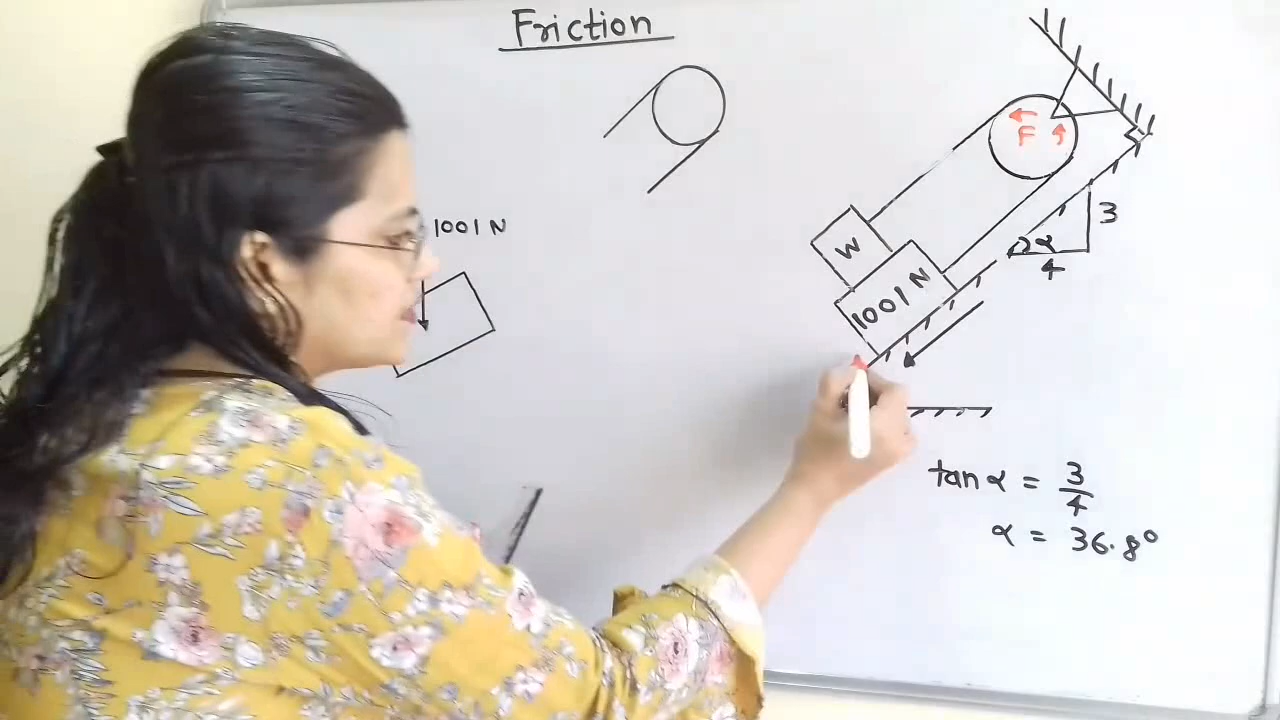 Friction
1001 N
F
W
1001 N
3
α
4
tan α = 3/4
α = 36.8°